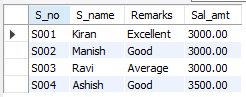 S_no S_name Remarks Sal_amt
S001 Kiran Excellent 3000.00
S002 Manish Good 3000.00
S003 Ravi Average 3000.00
S004 Ashish Good 3500.00